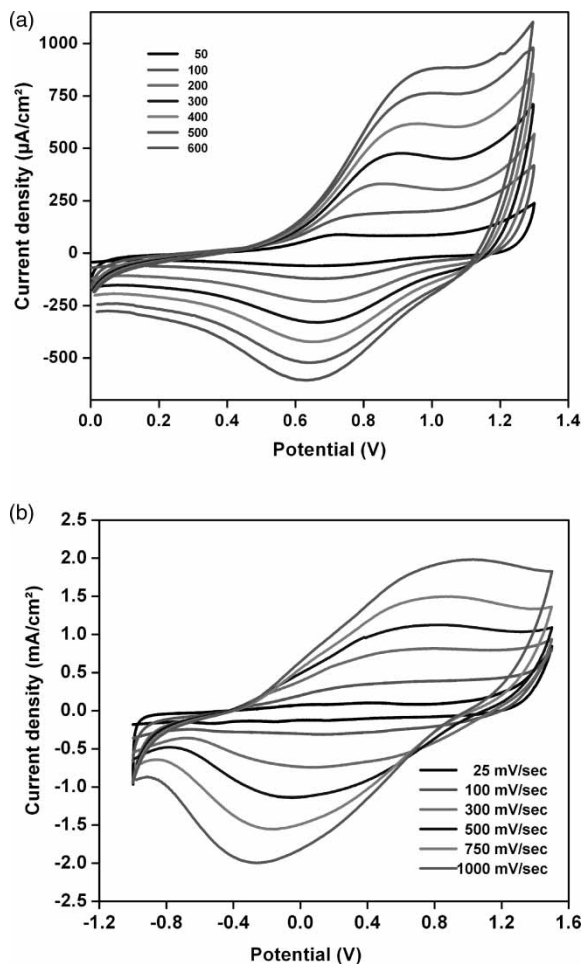 (a)
1000
750
500
250
0
-250
-500
Current density (µA/cm²)
50
100
200
300
400
500
600
0.0 0.2 0.4 0.6 0.8 1.0 1.2 1.4
Potential (V)
(b)
2.5
2.0
1.5
1.0
0.5
0.0
-0.5
-1.0
-1.5
-2.0
-2.5
Current density (mA/cm²)
25 mV/sec
100 mV/sec
300 mV/sec
500 mV/sec
750 mV/sec
1000 mV/sec
-1.2 -0.8 -0.4 0.0 0.4 0.8 1.2 1.6
Potential (V)